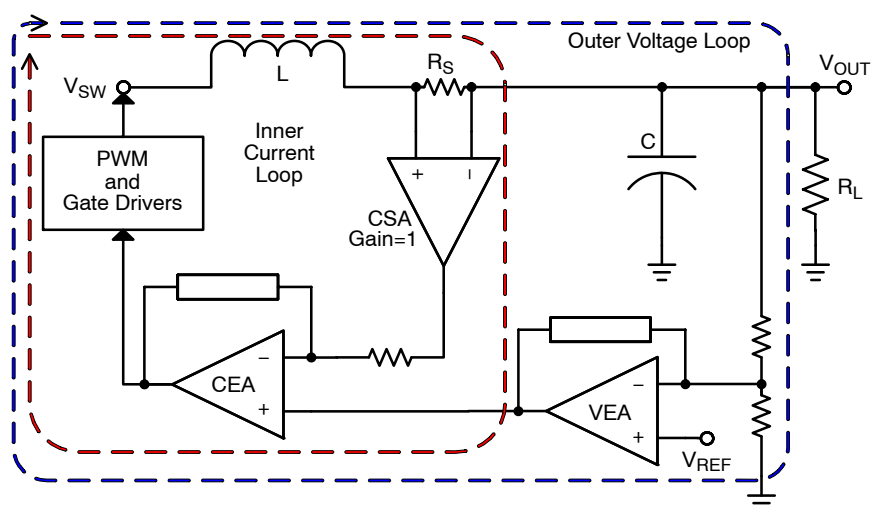 Outer Voltage Loop
V_OUT
R_S
L
V_SW
Inner
Current
Loop
PWM
and
Gate Drivers
C
R_L
+
−
CSA
Gain=1
−
CEA
+
−
VEA
+
V_REF